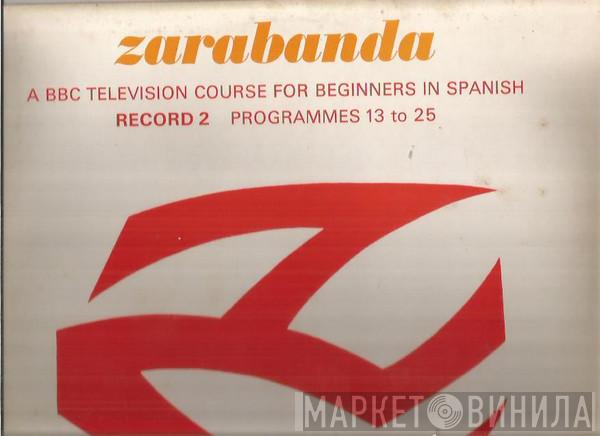 zarabanda
A BBC TELEVISION COURSE FOR BEGINNERS IN SPANISH
RECORD 2 PROGRAMMES 13 to 25
МАРКЕТ ВИНИЛА